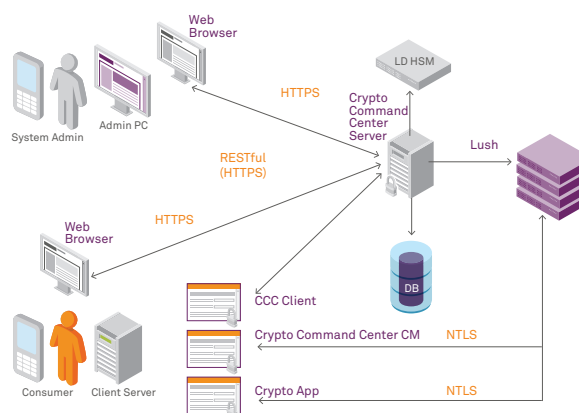 Web
Browser
LD HSM
System Admin
Admin PC
HTTPS
Crypto
Command
Center
Server
Lush
RESTful
(HTTPS)
HTTPS
Web
Browser
DB
CCC Client
Crypto Command Center CM
NTLS
Consumer
Client Server
Crypto App
NTLS